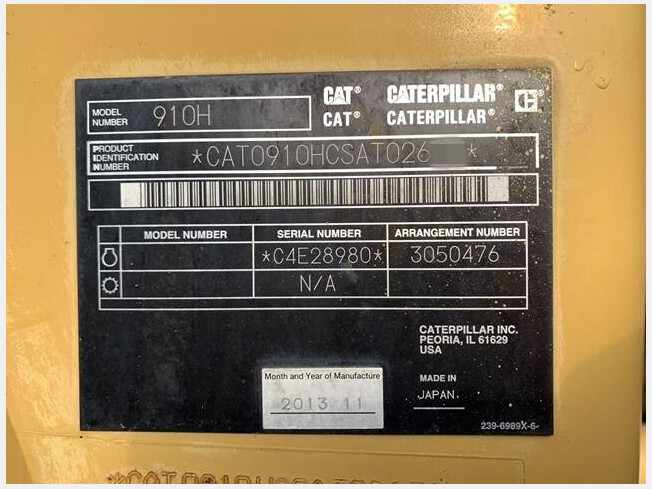 MODEL NUMBER 910H
CAT® CATERPILLAR®
CAT® CATERPILLAR®
PRODUCT IDENTIFICATION NUMBER *CAT0910HCSAT026 *
MODEL NUMBER SERIAL NUMBER ARRANGEMENT NUMBER
*C4E28980* 3050476
N/A
CATERPILLAR INC.
PEORIA, IL 61629
USA
Month and Year of Manufacture
2013 11
MADE IN
JAPAN
239-6989X-6